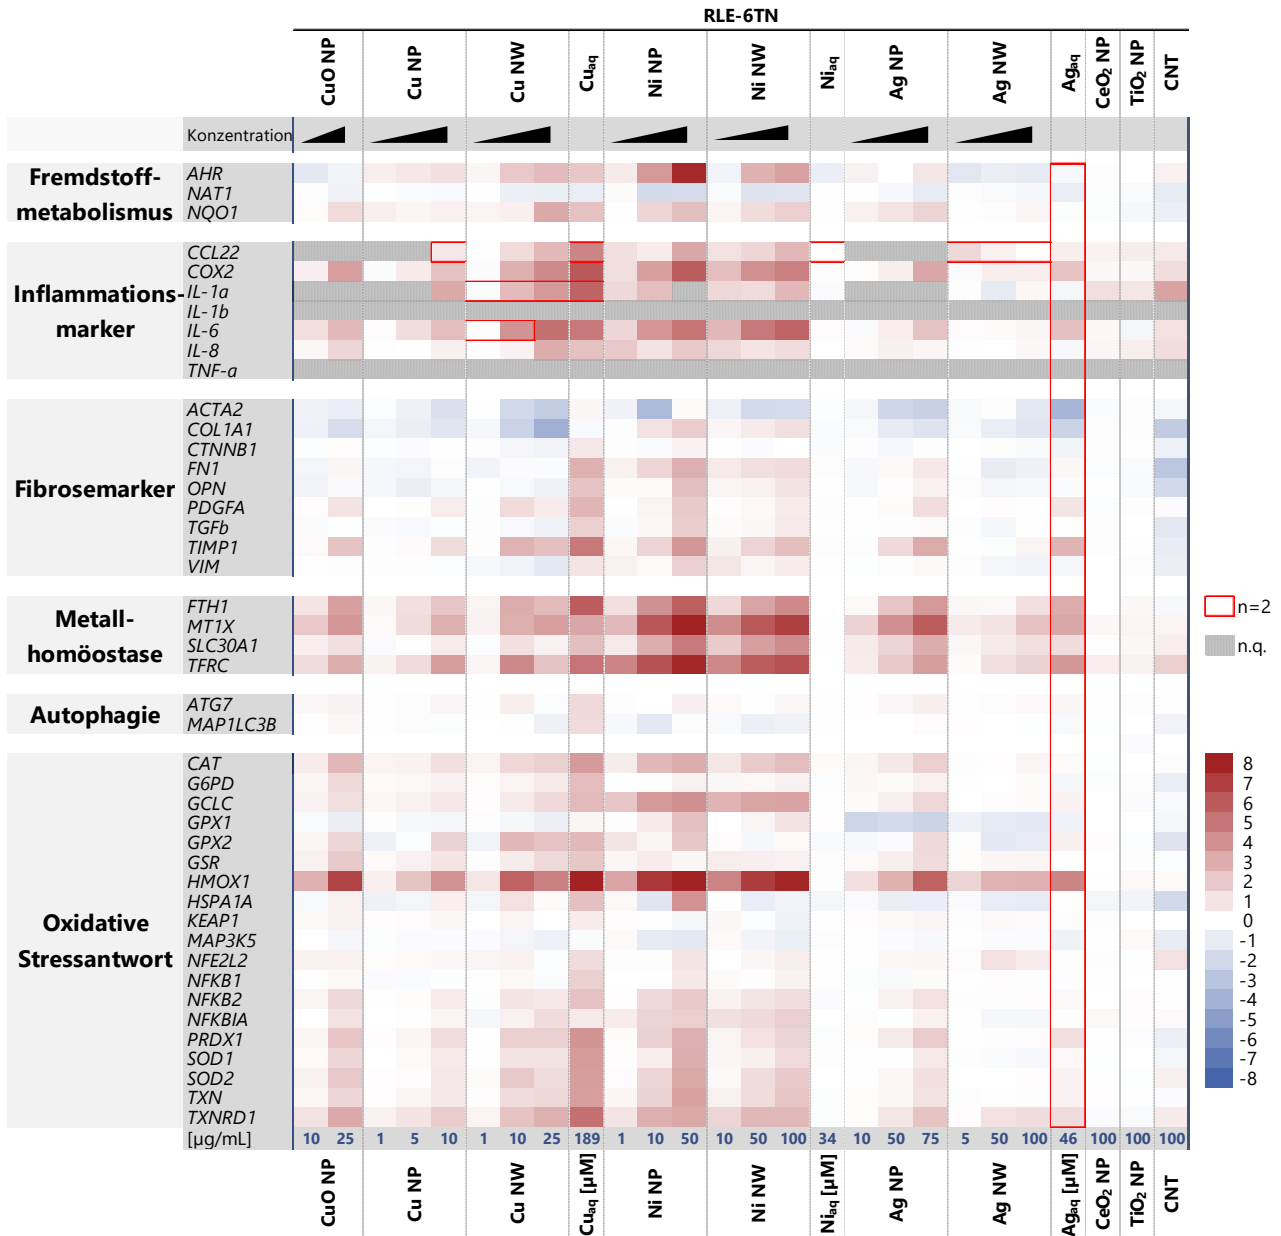 RLE-6TN
CuO NP
Cu NP
Cu NW
Cuaq
Ni NP
Ni NW
Niaq
Ag NP
Ag NW
Agaq
CeO2 NP
TiO2 NP
CNT
Konzentration
Fremdstoff-
metabolismus
AHR
NAT1
NQO1
Inflammations-
marker
CCL22
COX2
IL-1a
IL-1b
IL-6
IL-8
TNF-a
Fibrosemarker
ACTA2
COL1A1
CTNNB1
FN1
OPN
PDGFA
TGFb
TIMP1
VIM
Metall-
homöostase
FTH1
MT1X
SLC30A1
TFRC
n=2
n.q.
Autophagie
ATG7
MAP1LC3B
Oxidative
Stressantwort
CAT
G6PD
GCLC
GPX1
GPX2
GSR
HMOX1
HSPA1A
KEAP1
MAP3K5
NFE2L2
NFKB1
NFKB2
NFKBIA
PRDX1
SOD1
SOD2
TXN
TXNRD1
8
7
6
5
4
3
2
1
0
-1
-2
-3
-4
-5
-6
-7
-8
[µg/mL] 10 25 1 5 10 1 10 25 189 1 10 50 10 50 100 34 10 50 75 5 50 100 46 100 100 100
CuO NP
Cu NP
Cu NW
Cuaq [µM]
Ni NP
Ni NW
Niaq [µM]
Ag NP
Ag NW
Agaq [µM]
CeO2 NP
TiO2 NP
CNT